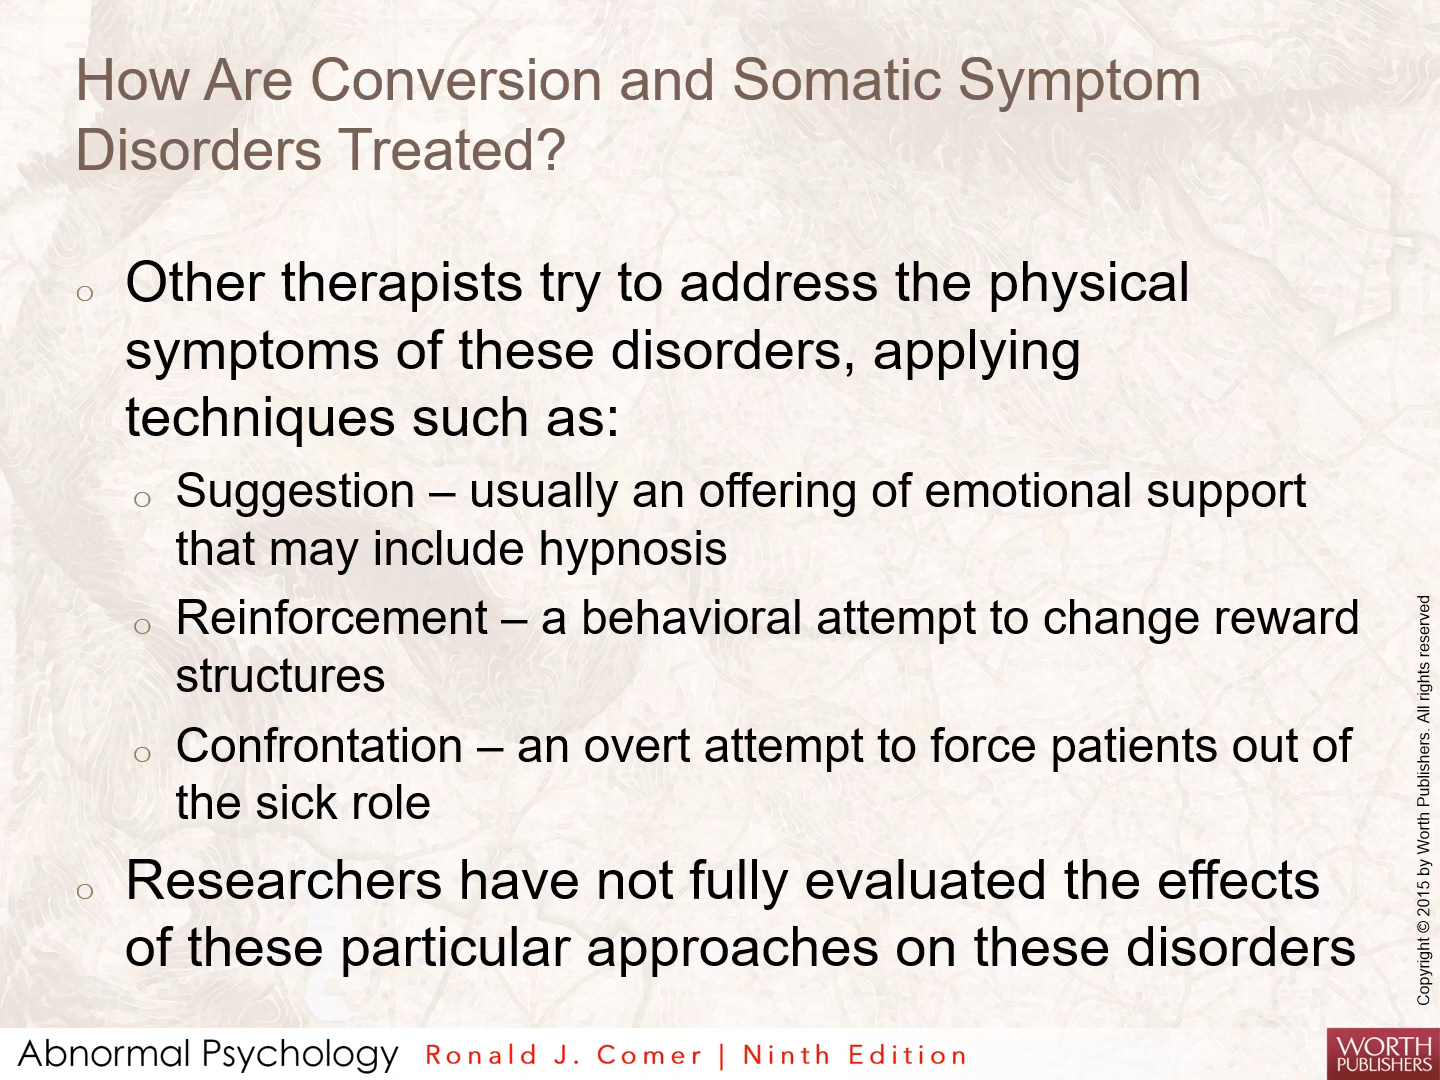 How Are Conversion and Somatic Symptom
Disorders Treated?
o Other therapists try to address the physical
symptoms of these disorders, applying
techniques such as:
o Suggestion – usually an offering of emotional support
that may include hypnosis
o Reinforcement – a behavioral attempt to change reward
structures
o Confrontation – an overt attempt to force patients out of
the sick role
o Researchers have not fully evaluated the effects
of these particular approaches on these disorders
Copyright © 2015 by Worth Publishers. All rights reserved
Abnormal Psychology Ronald J. Comer | Ninth Edition
WORTH
PUBLISHERS